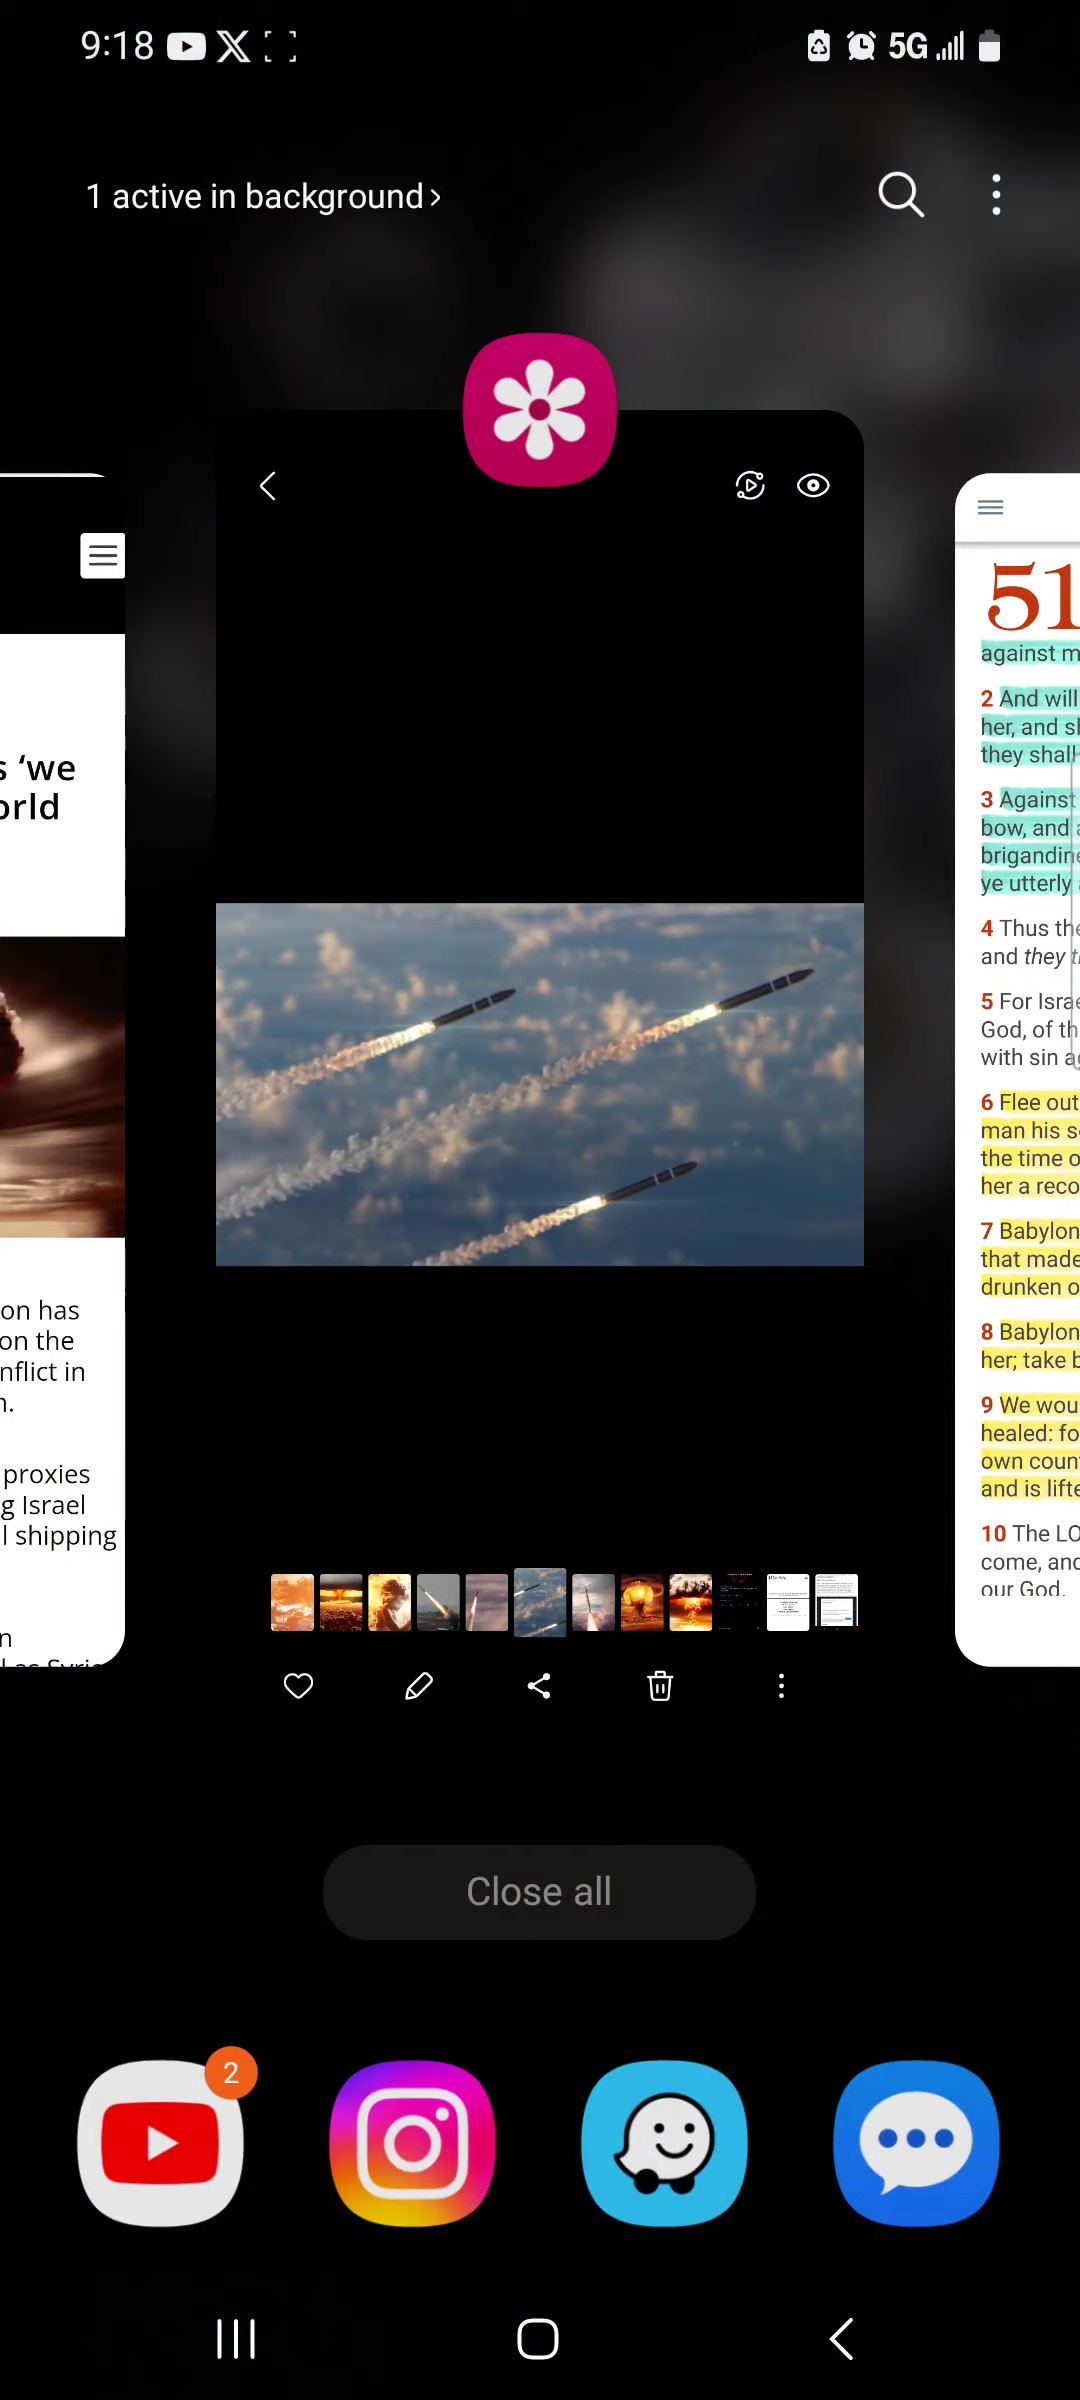 9:18
5G
1 active in background
s ‘we
orld
on has
on the
nflict in
n.
proxies
g Israel
l shipping
n
51
against m
2 And will
her, and sh
they shall
3 Against
bow, and a
brigandine
ye utterly
4 Thus the
and they t
5 For Isra
God, of th
with sin a
6 Flee out
man his s
the time o
her a reco
7 Babylon
that made
drunken o
8 Babylon
her; take b
9 We wou
healed: fo
own coun
and is lift
10 The LO
come, and
our God.
Close all
2